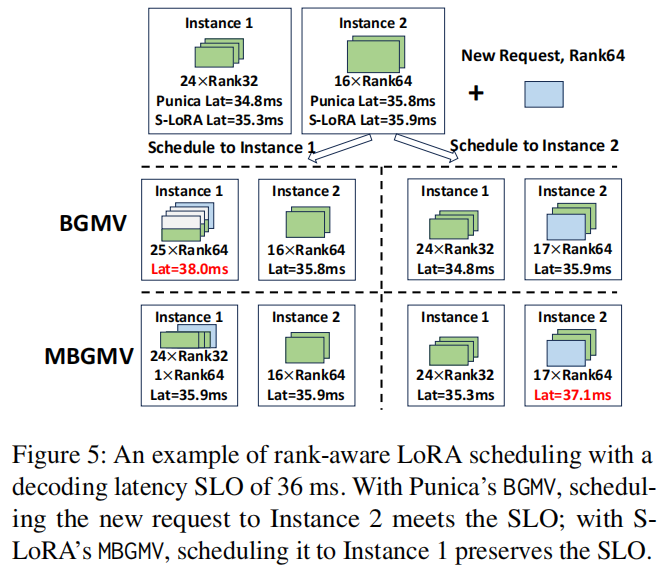 Instance 1
24×Rank32
Punica Lat=34.8ms
S-LoRA Lat=35.3ms
Instance 2
16×Rank64
Punica Lat=35.8ms
S-LoRA Lat=35.9ms
New Request, Rank64
+
Schedule to Instance 1
Schedule to Instance 2
BGMV
Instance 1
25×Rank64
Lat=38.0ms
Instance 2
16×Rank64
Lat=35.8ms
Instance 1
24×Rank32
Lat=34.8ms
Instance 2
17×Rank64
Lat=35.9ms
MBGMV
Instance 1
24×Rank32
1×Rank64
Lat=35.9ms
Instance 2
16×Rank64
Lat=35.9ms
Instance 1
24×Rank32
Lat=35.3ms
Instance 2
17×Rank64
Lat=37.1ms
Figure 5: An example of rank-aware LoRA scheduling with a
decoding latency SLO of 36 ms. With Punica's BGMV, schedul-
ing the new request to Instance 2 meets the SLO; with S-
LoRA's MBGMV, scheduling it to Instance 1 preserves the SLO.